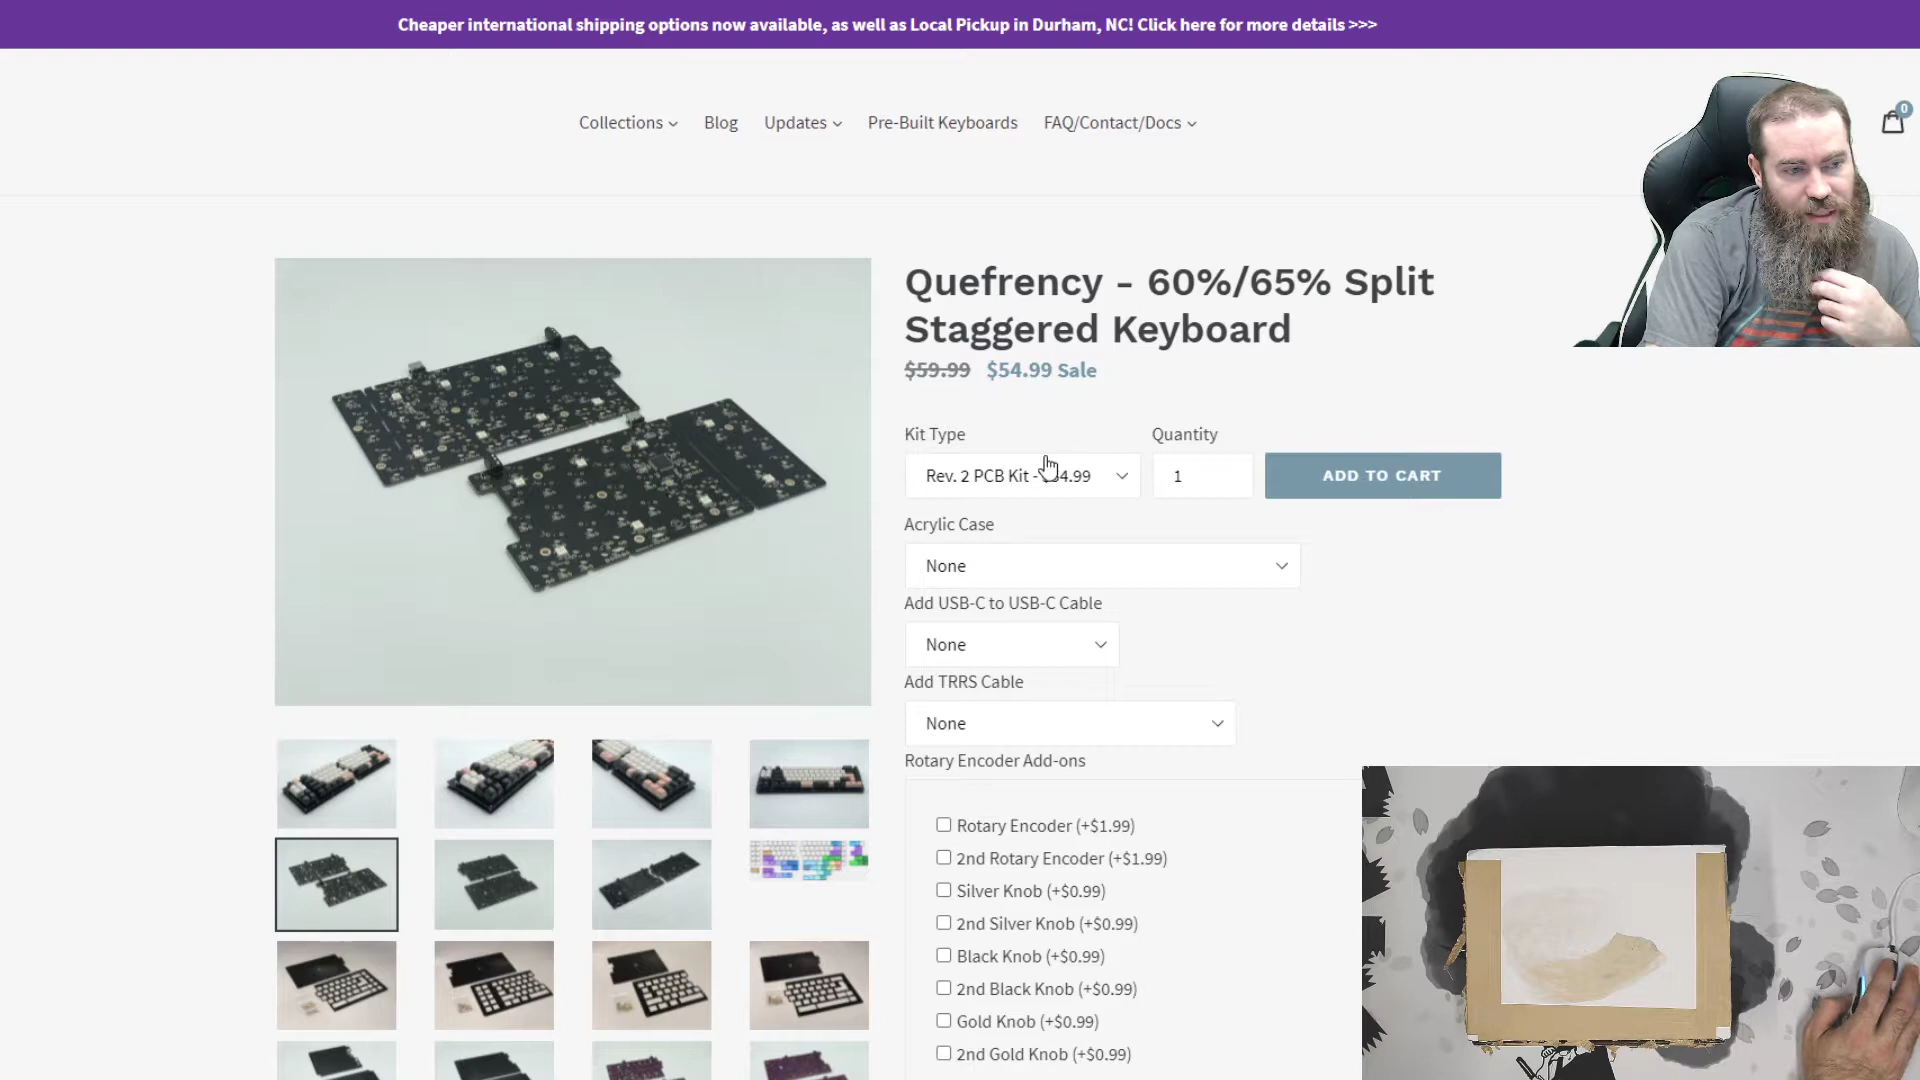 Cheaper international shipping options now available, as well as Local Pickup in Durham, NC! Click here for more details >>>
Collections
Blog
Updates
Pre-Built Keyboards
FAQ/Contact/Docs
0
Quefrency - 60%/65% Split
Staggered Keyboard
$59.99 $54.99 Sale
Kit Type
Quantity
Rev. 2 PCB Kit - 4.99
1
ADD TO CART
Acrylic Case
None
Add USB-C to USB-C Cable
None
Add TRRS Cable
None
Rotary Encoder Add-ons
Rotary Encoder (+$1.99)
2nd Rotary Encoder (+$1.99)
Silver Knob (+$0.99)
2nd Silver Knob (+$0.99)
Black Knob (+$0.99)
2nd Black Knob (+$0.99)
Gold Knob (+$0.99)
2nd Gold Knob (+$0.99)